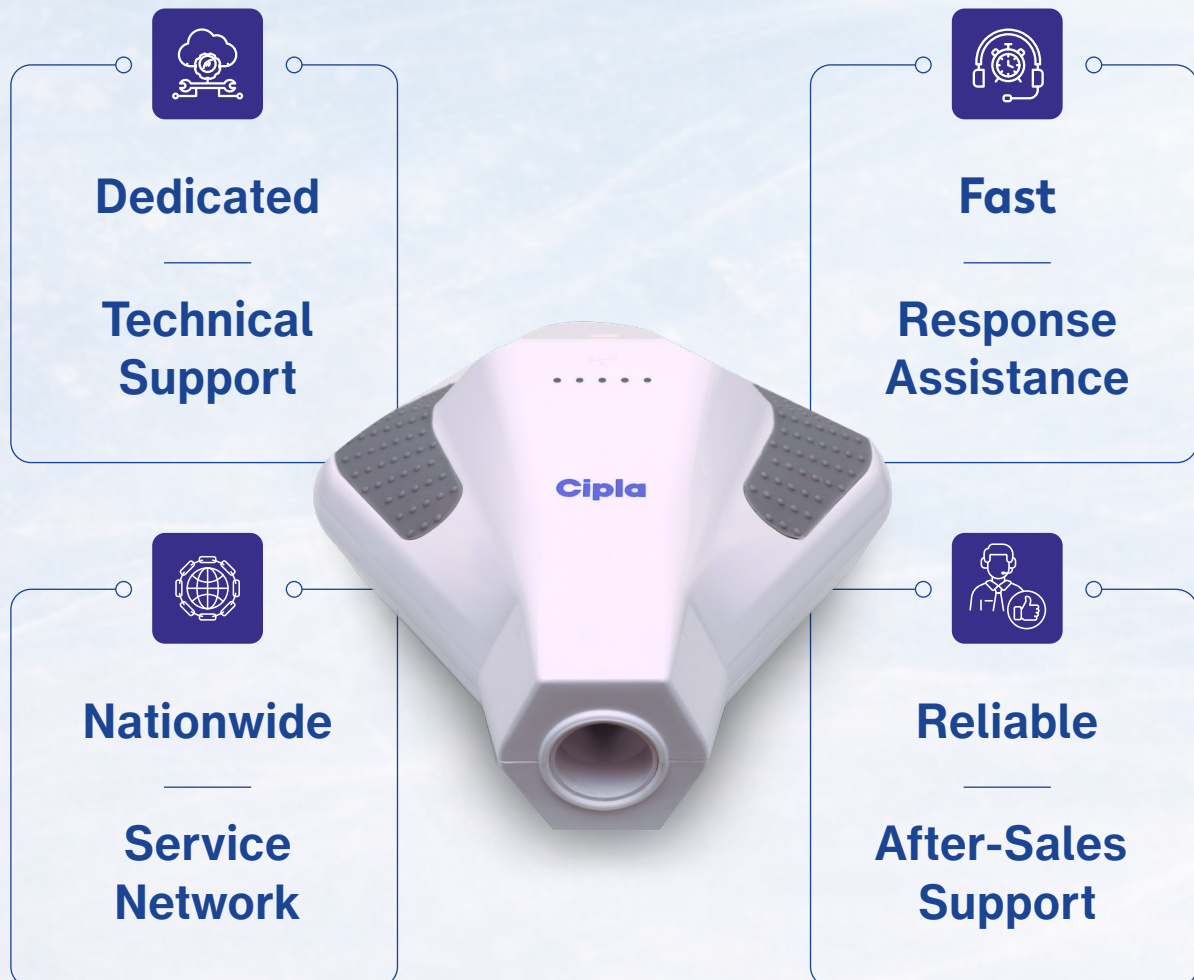 Dedicated
Technical
Support
Fast
Response
Assistance
Cipla
Nationwide
Service
Network
Reliable
After-Sales
Support